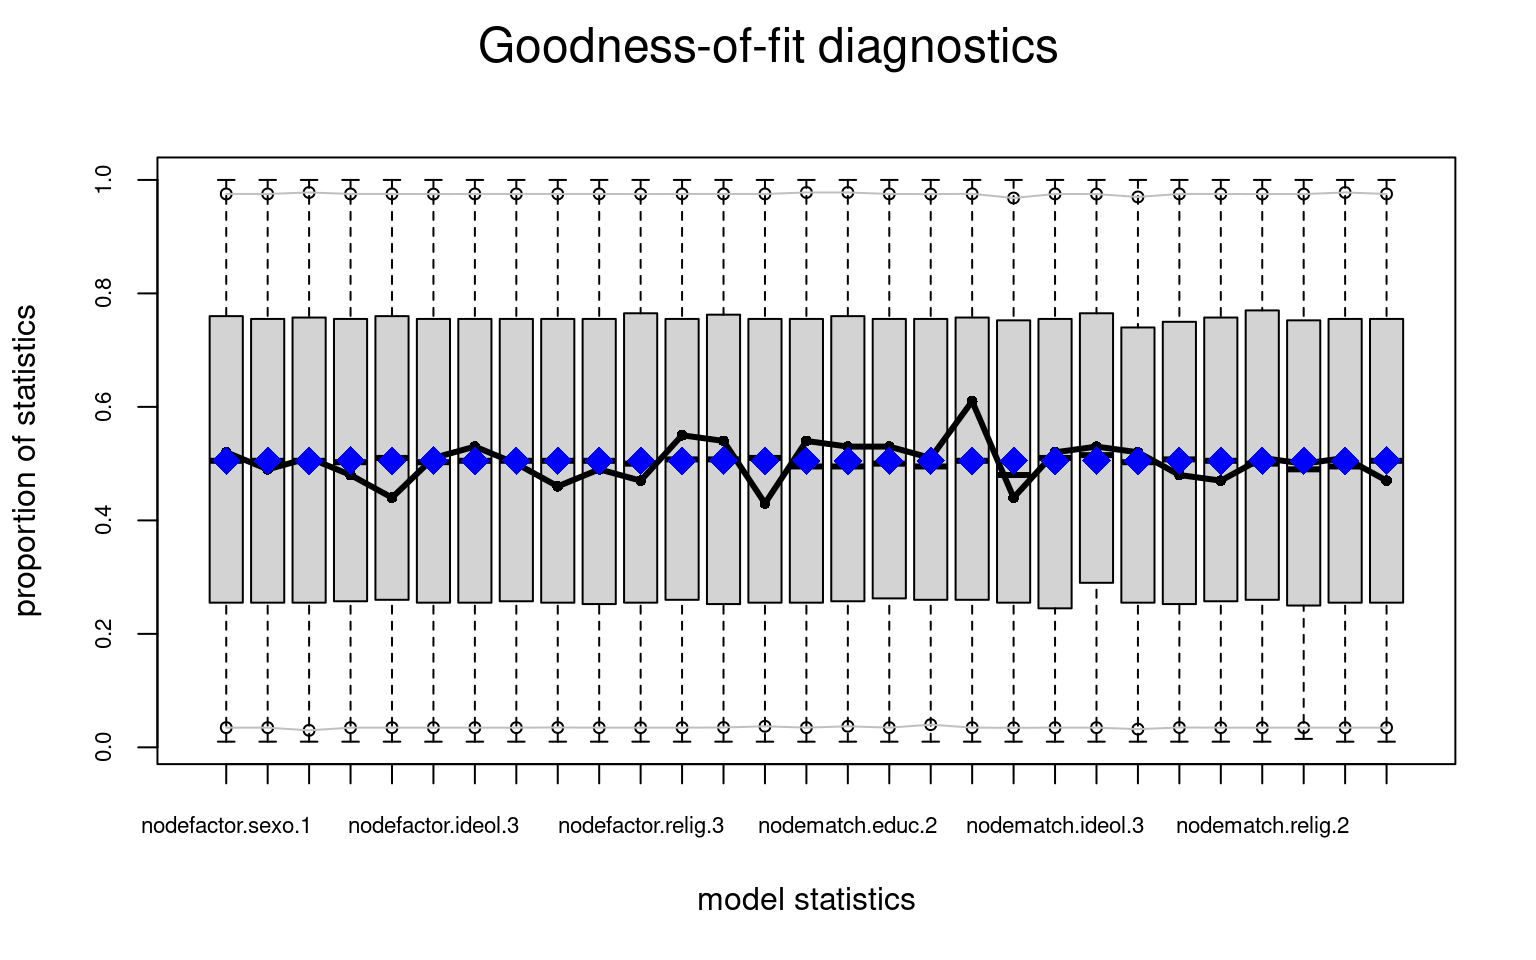 Goodness-of-fit diagnostics
proportion of statistics
1.0
0.8
0.6
0.4
0.2
0.0
nodefactor.sexo.1 nodefactor.ideol.3 nodefactor.relig.3 nodematch.educ.2 nodematch.ideol.3 nodematch.relig.2
model statistics